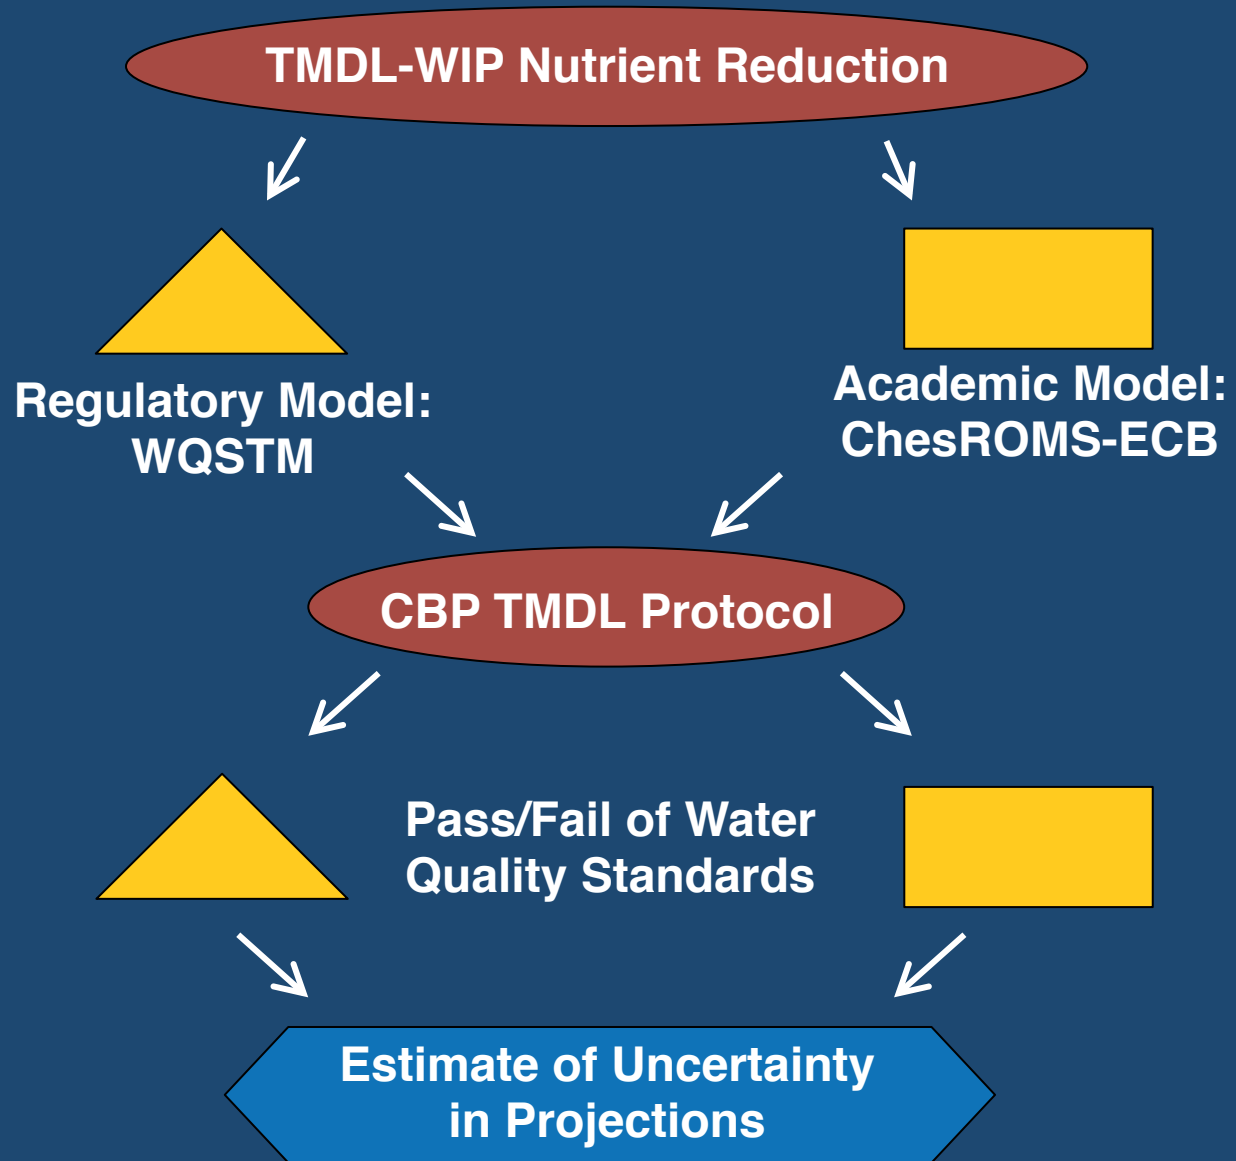 TMDL-WIP Nutrient Reduction
Regulatory Model:
WQSTM
Academic Model:
ChesROMS-ECB
CBP TMDL Protocol
Pass/Fail of Water
Quality Standards
Estimate of Uncertainty
in Projections